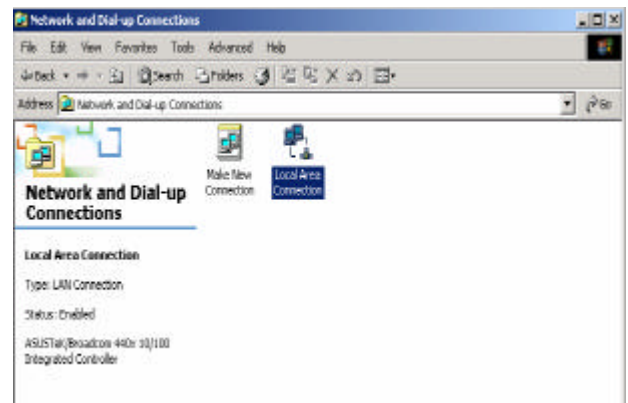 Network and Dial-up Connections
File Edit View Favorites Tools Advanced Help
Back Search Folders
Address Network and Dial-up Connections Go
Make New
Connection
Local Area
Connection
Network and Dial-up
Connections
Local Area Connection
Type: LAN Connection
Status: Enabled
ASUSTeK/Broadcom 440x 10/100
Integrated Controller